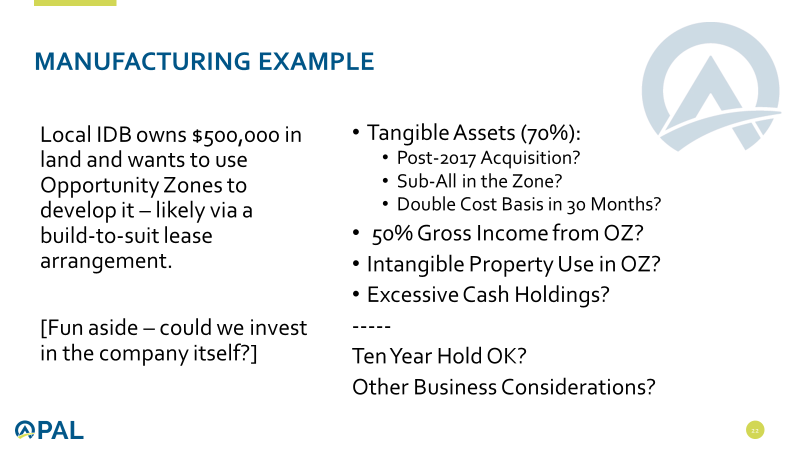 MANUFACTURING EXAMPLE
Local IDB owns $500,000 in
land and wants to use
Opportunity Zones to
develop it – likely via a
build-to-suit lease
arrangement.
[Fun aside – could we invest
in the company itself?]
• Tangible Assets (70%):
• Post-2017 Acquisition?
• Sub-All in the Zone?
• Double Cost Basis in 30 Months?
• 50% Gross Income from OZ?
• Intangible Property Use in OZ?
• Excessive Cash Holdings?
-----
Ten Year Hold OK?
Other Business Considerations?
OPAL